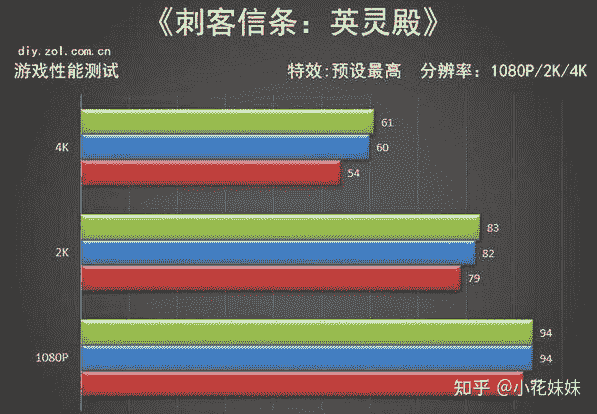 《刺客信条：英灵殿》
diy.zol.com.cn
游戏性能测试 特效:预设最高 分辨率：1080P/2K/4K
61
4K 60
54
83
2K 82
79
94
1080P 94
知乎 @小花妹妹